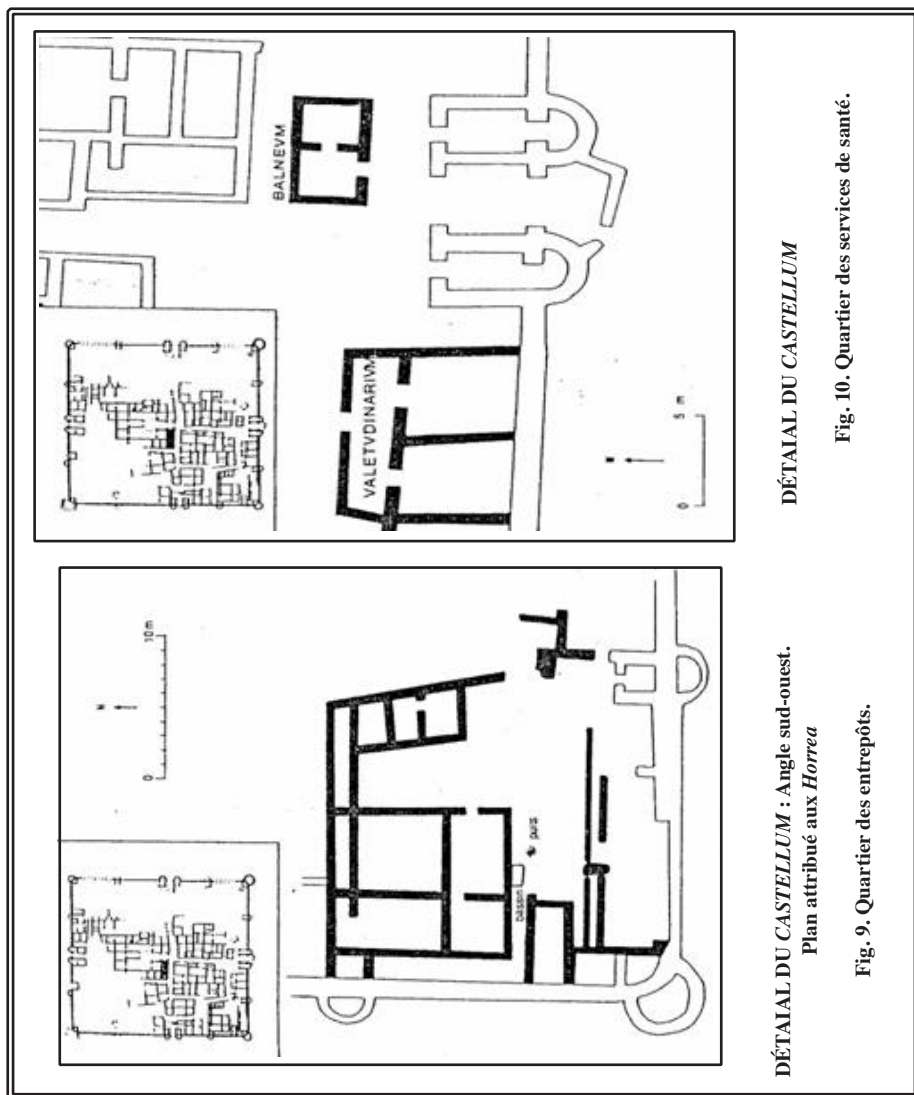 BALNEVM
VALETVDINARIVM
N
0 5 m
DÉTAIAL DU CASTELLUM
Fig. 10. Quartier des services de santé.
N
0 10m
bassin
puis
DÉTAIAL DU CASTELLUM : Angle sud-ouest.
Plan attribué aux Horrea
Fig. 9. Quartier des entrepôts.